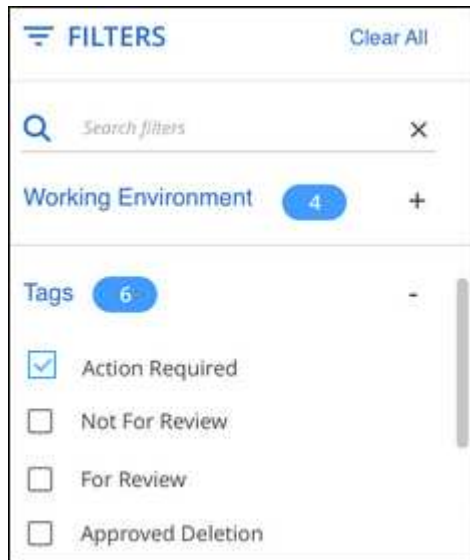 FILTERS Clear All
Search filters ×
Working Environment 4 +
Tags 6 -
Action Required
Not For Review
For Review
Approved Deletion